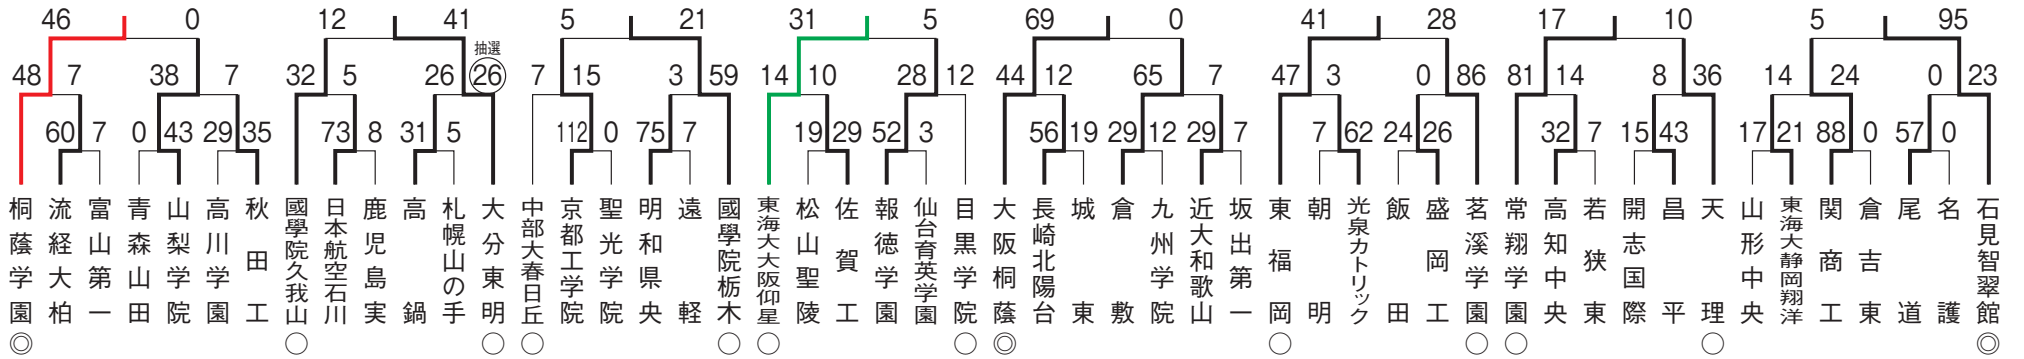 46 0 12 41 5 21 31 5 69 0 41 28 17 10 5 95
抽選
48 7 38 7 32 5 26 26 7 15 3 59 14 10 28 12 44 12 65 7 47 3 0 86 81 14 8 36 14 24 0 23
60 7 0 43 29 35 73 8 31 5 112 0 75 7 19 29 52 3 56 19 29 12 29 7 7 62 24 26 32 7 15 43 17 21 88 0 57 0
桐蔭学園
流経大柏
富山第一
青森山田
山梨学院
高川学園
秋田工
國學院久我山
日本航空石川
鹿児島実
高鍋
札幌山の手
大分東明
中部大春日丘
京都工学院
聖光学院
明和県央
遠軽
國學院栃木
東海大大阪仰星
松山聖陵
佐賀工
報徳学園
仙台育英学園
目黒学院
大阪桐蔭
長崎北陽台
城東
倉敷
九州学院
近大和歌山
坂出第一
東福岡
朝明
光泉カトリック
飯田
盛岡工
茗溪学園
常翔学園
高知中央
若狭東
開志国際
昌平
天理
山形中央
東海大静岡翔洋
関商工
倉吉東
尾道
名護
石見智翠館
◎ ○ ○ ○ ○ ○ ○ ◎ ○ ○ ○ ○ ◎